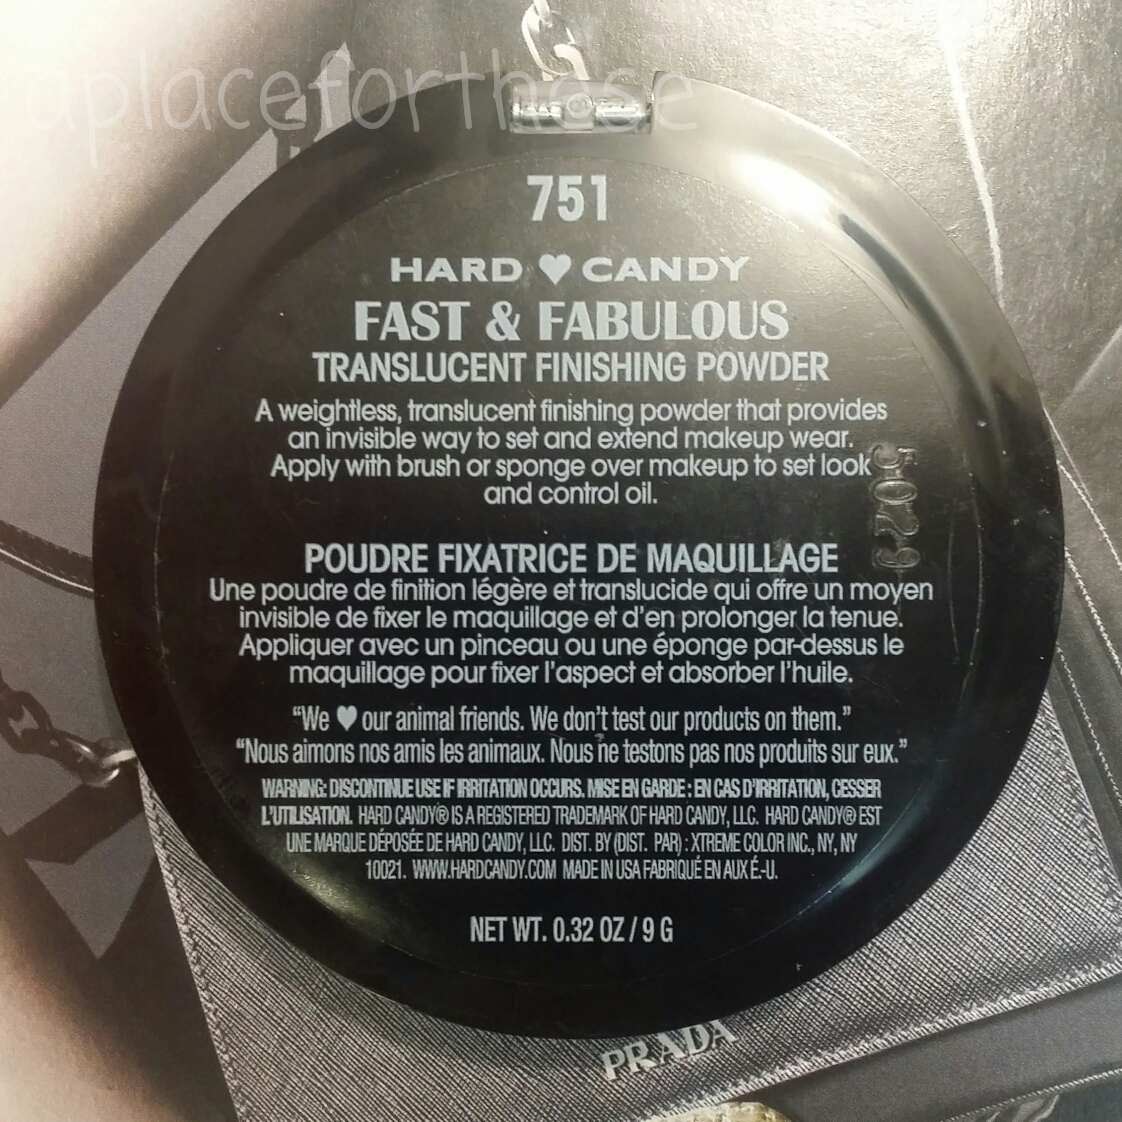 aplaceforthose
751
HARD ♥ CANDY
FAST & FABULOUS
TRANSLUCENT FINISHING POWDER
A weightless, translucent finishing powder that provides
an invisible way to set and extend makeup wear.
Apply with brush or sponge over makeup to set look
and control oil.
5029
POUDRE FIXATRICE DE MAQUILLAGE
Une poudre de finition légère et translucide qui offre un moyen
invisible de fixer le maquillage et d'en prolonger la tenue.
Appliquer avec un pinceau ou une éponge par-dessus le
maquillage pour fixer l'aspect et absorber l'huile.
"We ♥ our animal friends. We don't test our products on them."
"Nous aimons nos amis les animaux. Nous ne testons pas nos produits sur eux."
WARNING: DISCONTINUE USE IF IRRITATION OCCURS. MISE EN GARDE : EN CAS D'IRRITATION, CESSER
L'UTILISATION. HARD CANDY® IS A REGISTERED TRADEMARK OF HARD CANDY, LLC. HARD CANDY® EST
UNE MARQUE DÉPOSÉE DE HARD CANDY, LLC. DIST. BY (DIST. PAR) : XTREME COLOR INC., NY, NY
10021. WWW.HARDCANDY.COM MADE IN USA FABRIQUÉ EN AUX É.-U.
NET WT. 0.32 OZ / 9 G
PRADA